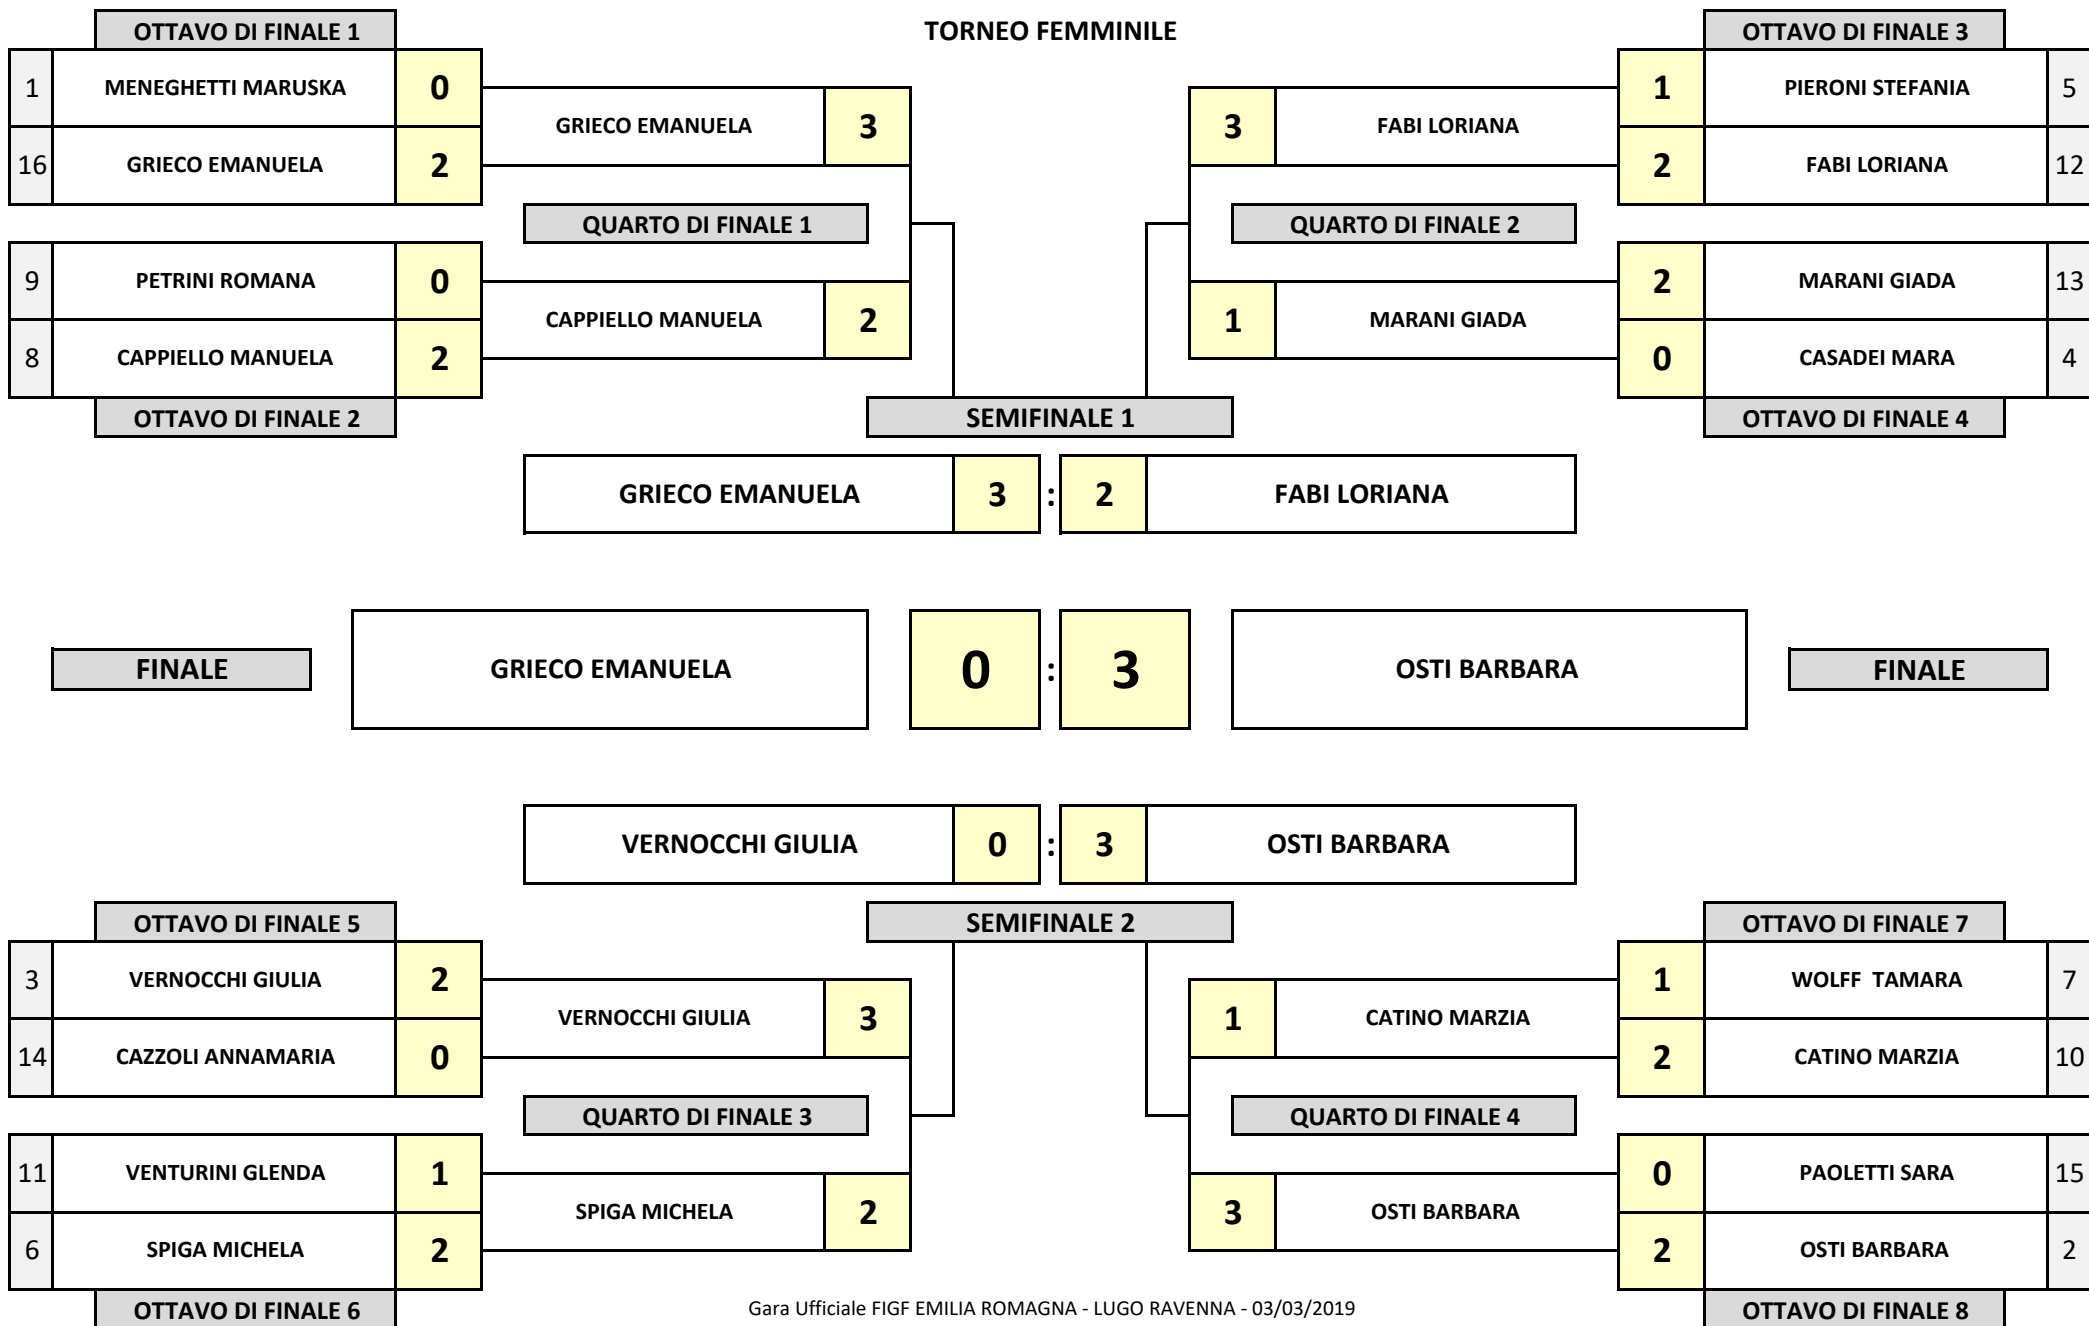 OTTAVO DI FINALE 1 TORNEO FEMMINILE OTTAVO DI FINALE 3
1 MENEGHETTI MARUSKA 0 1 PIERONI STEFANIA 5
GRIECO EMANUELA 3 3 FABI LORIANA
16 GRIECO EMANUELA 2 2 FABI LORIANA 12
QUARTO DI FINALE 1 QUARTO DI FINALE 2
9 PETRINI ROMANA 0 2 MARANI GIADA 13
CAPPIELLO MANUELA 2 1 MARANI GIADA
8 CAPPIELLO MANUELA 2 0 CASADEI MARA 4
OTTAVO DI FINALE 2 SEMIFINALE 1 OTTAVO DI FINALE 4
GRIECO EMANUELA 3 : 2 FABI LORIANA
FINALE GRIECO EMANUELA 0 : 3 OSTI BARBARA FINALE
VERNOCCHI GIULIA 0 : 3 OSTI BARBARA
OTTAVO DI FINALE 5 SEMIFINALE 2 OTTAVO DI FINALE 7
3 VERNOCCHI GIULIA 2 1 WOLFF TAMARA 7
VERNOCCHI GIULIA 3 1 CATINO MARZIA
14 CAZZOLI ANNAMARIA 0 2 CATINO MARZIA 10
QUARTO DI FINALE 3 QUARTO DI FINALE 4
11 VENTURINI GLENDA 1 0 PAOLETTI SARA 15
SPIGA MICHELA 2 3 OSTI BARBARA
6 SPIGA MICHELA 2 2 OSTI BARBARA 2
OTTAVO DI FINALE 6 Gara Ufficiale FIGF EMILIA ROMAGNA - LUGO RAVENNA - 03/03/2019 OTTAVO DI FINALE 8